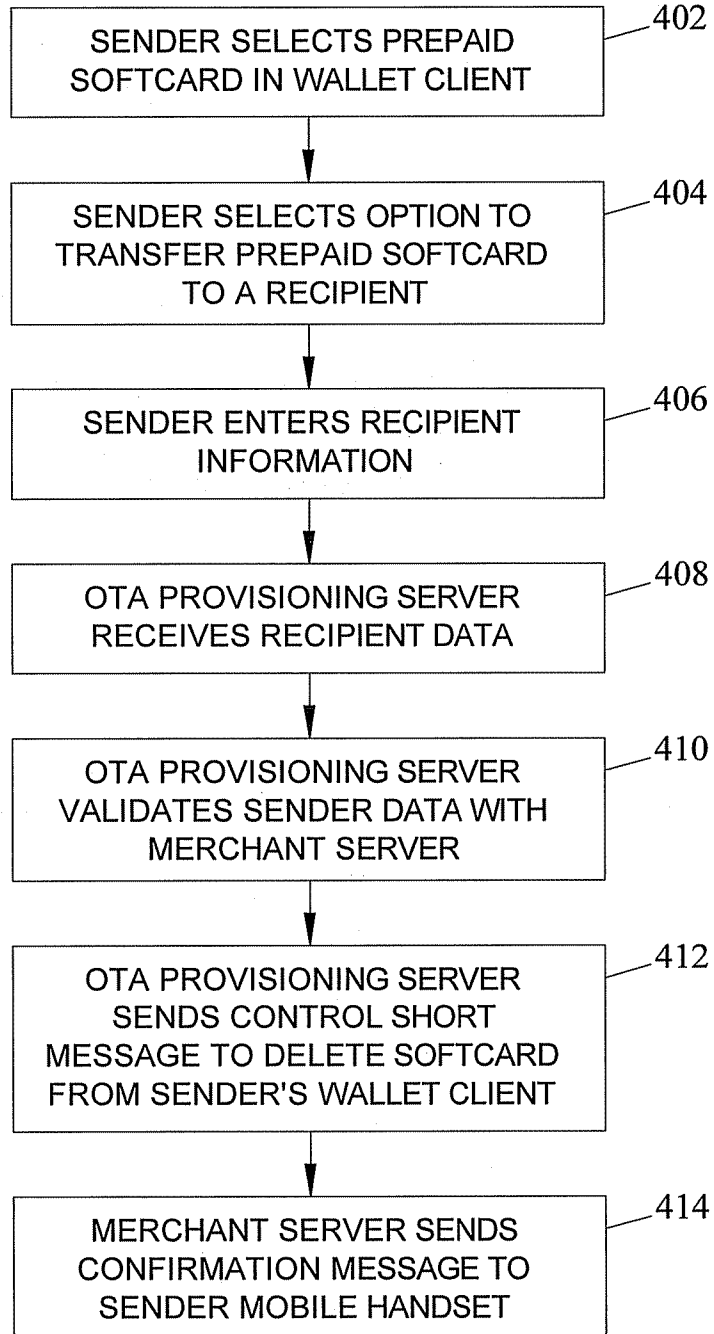 402
SENDER SELECTS PREPAID
SOFTCARD IN WALLET CLIENT
404
SENDER SELECTS OPTION TO
TRANSFER PREPAID SOFTCARD
TO A RECIPIENT
406
SENDER ENTERS RECIPIENT
INFORMATION
408
OTA PROVISIONING SERVER
RECEIVES RECIPIENT DATA
410
OTA PROVISIONING SERVER
VALIDATES SENDER DATA WITH
MERCHANT SERVER
412
OTA PROVISIONING SERVER
SENDS CONTROL SHORT
MESSAGE TO DELETE SOFTCARD
FROM SENDER'S WALLET CLIENT
414
MERCHANT SERVER SENDS
CONFIRMATION MESSAGE TO
SENDER MOBILE HANDSET